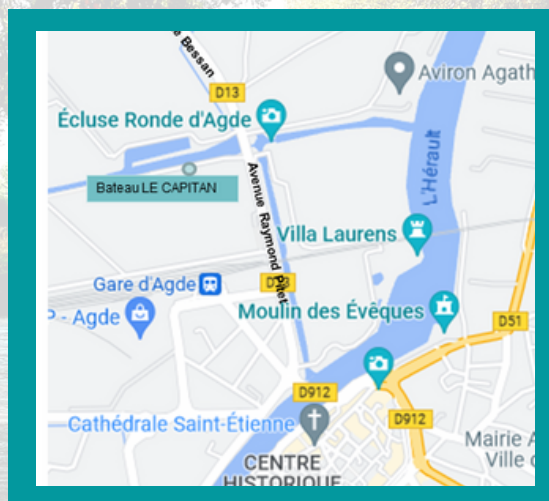 Bessan
D13
Aviron Agath
Écluse Ronde d'Agde
L'Hérault
Bateau LE CAPITAN
Avenue Raymond Pitet
Villa Laurens
Gare d'Agde
P - Agde
Moulin des Évêques
D51
D912
Cathédrale Saint-Étienne
D912
Mairie A
Ville d
CENTRE
HISTORIQUE